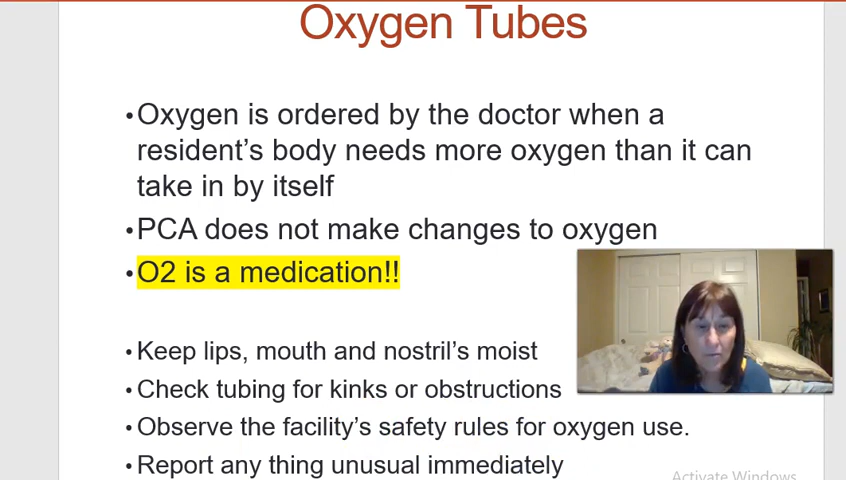 Oxygen Tubes
•Oxygen is ordered by the doctor when a
resident's body needs more oxygen than it can
take in by itself
•PCA does not make changes to oxygen
•O2 is a medication!!
•Keep lips, mouth and nostril's moist
•Check tubing for kinks or obstructions
•Observe the facility's safety rules for oxygen use.
•Report any thing unusual immediately
Activate Windows